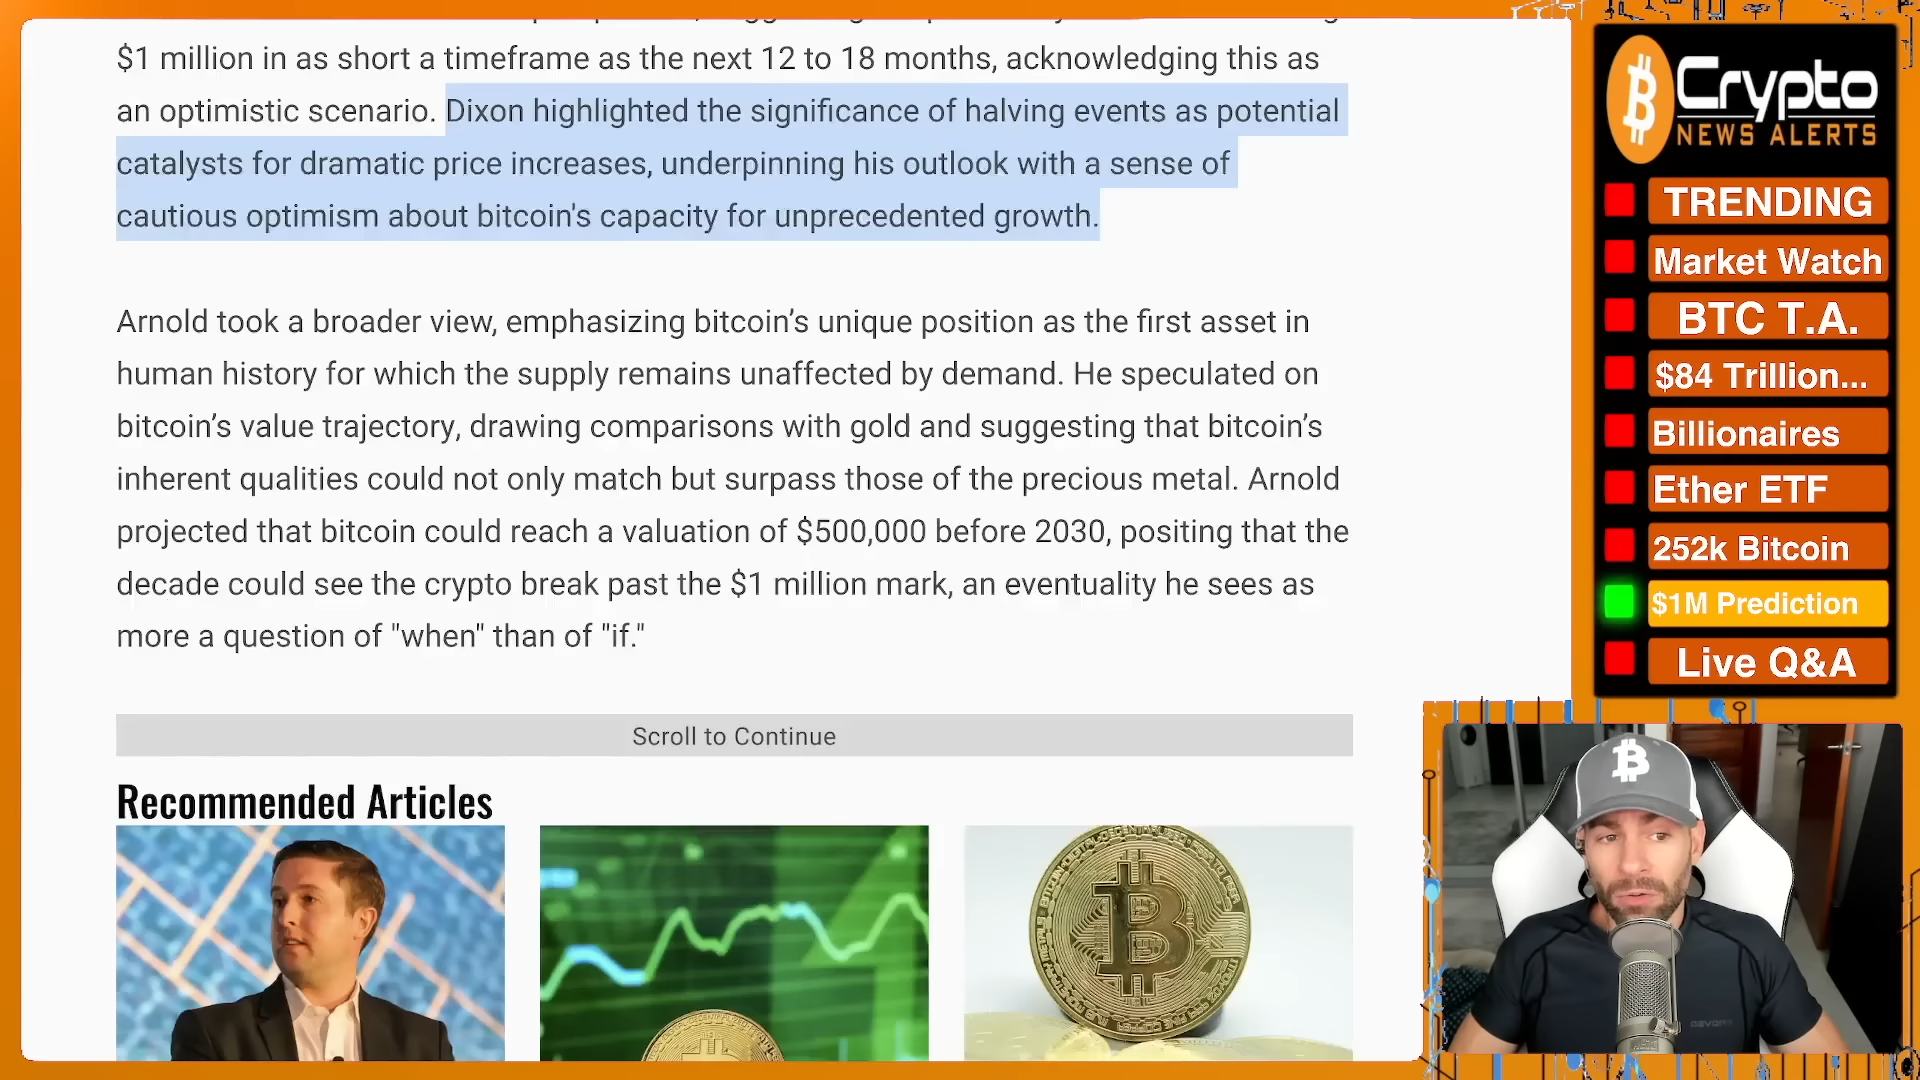 $1 million in as short a timeframe as the next 12 to 18 months, acknowledging this as
an optimistic scenario. Dixon highlighted the significance of halving events as potential
catalysts for dramatic price increases, underpinning his outlook with a sense of
cautious optimism about bitcoin's capacity for unprecedented growth.
Arnold took a broader view, emphasizing bitcoin’s unique position as the first asset in
human history for which the supply remains unaffected by demand. He speculated on
bitcoin’s value trajectory, drawing comparisons with gold and suggesting that bitcoin’s
inherent qualities could not only match but surpass those of the precious metal. Arnold
projected that bitcoin could reach a valuation of $500,000 before 2030, positing that the
decade could see the crypto break past the $1 million mark, an eventuality he sees as
more a question of "when" than of "if."
Scroll to Continue
Recommended Articles
Crypto
NEWS ALERTS
TRENDING
Market Watch
BTC T.A.
$84 Trillion...
Billionaires
Ether ETF
252k Bitcoin
$1M Prediction
Live Q&A